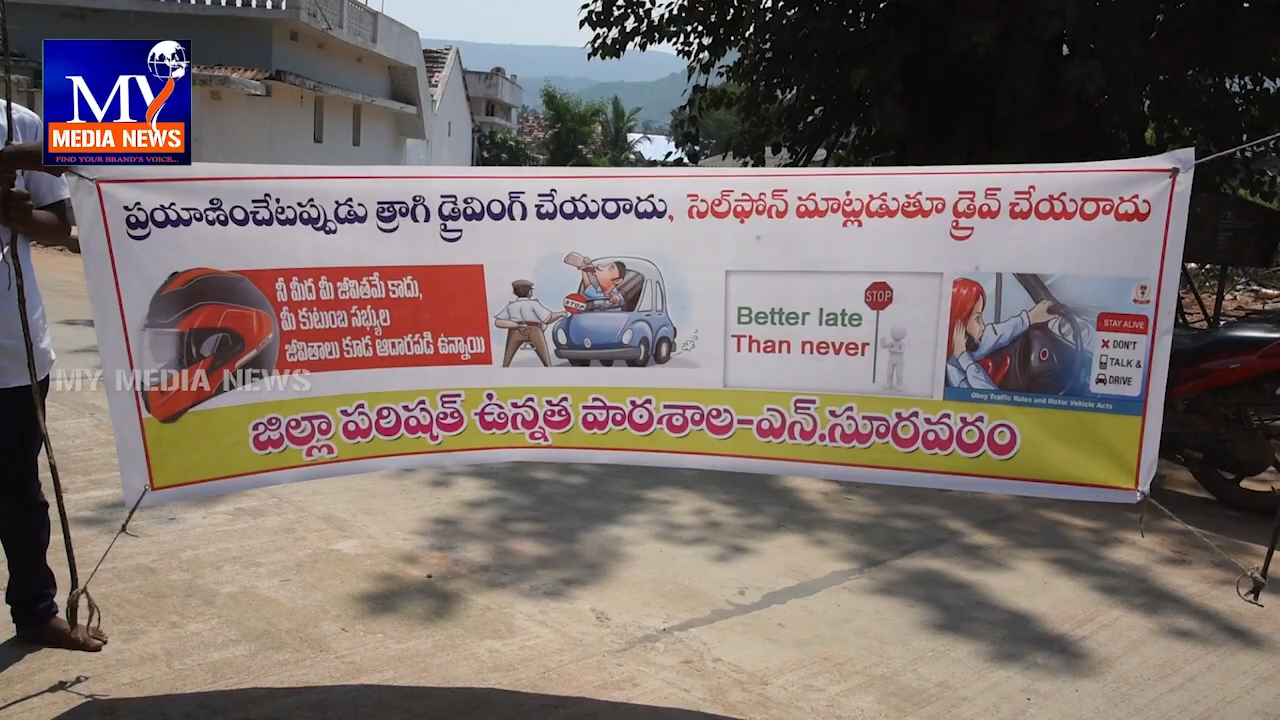 MY
MEDIA NEWS
FIND YOUR BRAND'S VOICE...
ప్రయాణించేటప్పుడు త్రాగి డ్రైవింగ్ చేయరాదు, సెల్‌ఫోన్ మాట్లడుతూ డ్రైవ్ చేయరాదు
నీ మీద మీ జీవితమే కాదు,
మీ కుటుంబ సభ్యుల
జీవితాలు కూడ ఆదారపడి ఉన్నాయి
STOP
STOP
Better late
Than never
STAY ALIVE
DON'T
TALK &
DRIVE
Obey Traffic Rules and Motor Vehicle Acts
MY MEDIA NEWS
జిల్లా పరిషత్ ఉన్నత పాఠశాల-ఎన్.సూరవరం